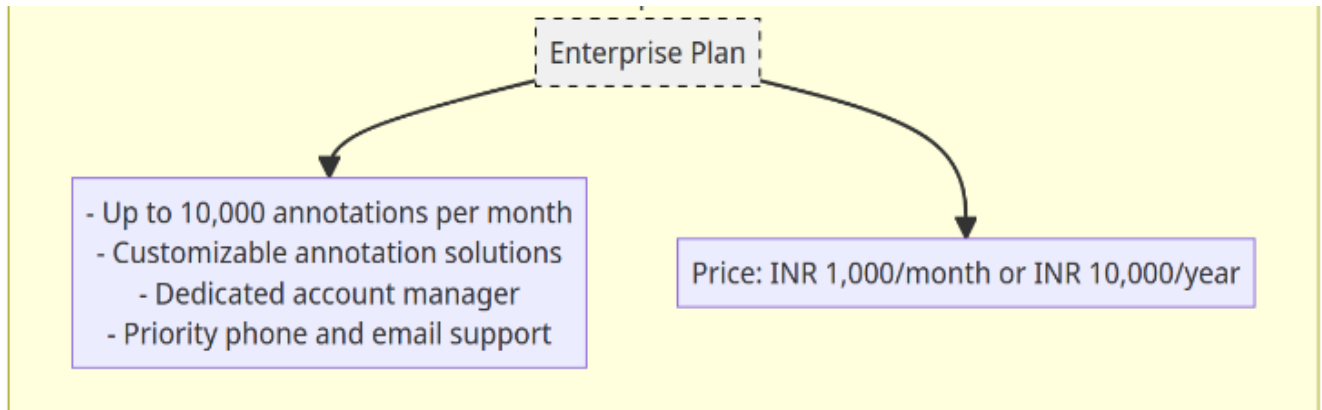 Enterprise Plan
- Up to 10,000 annotations per month
- Customizable annotation solutions
- Dedicated account manager
- Priority phone and email support
Price: INR 1,000/month or INR 10,000/year